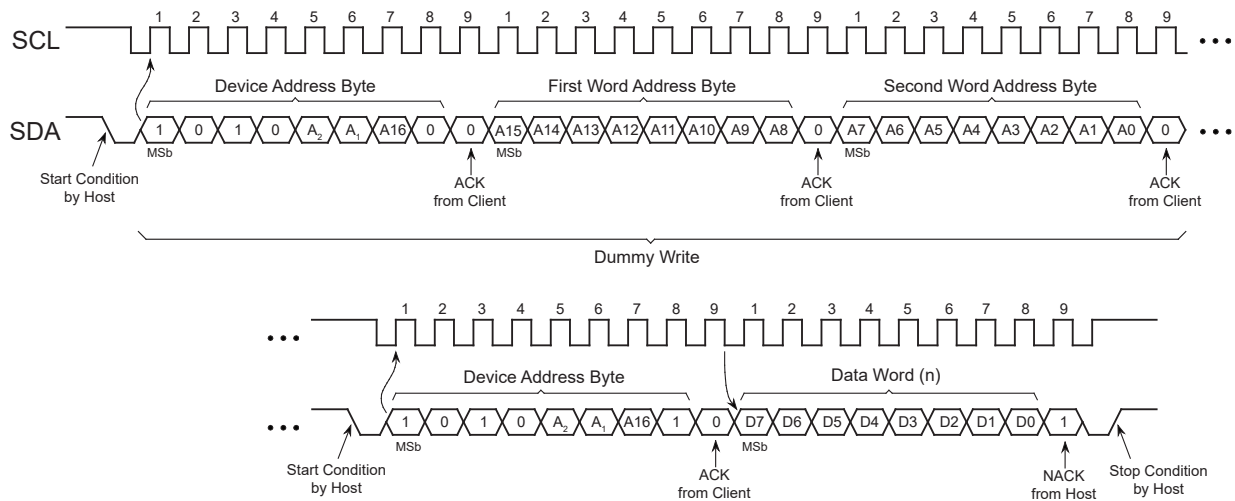 SCL 1 2 3 4 5 6 7 8 9 1 2 3 4 5 6 7 8 9 1 2 3 4 5 6 7 8 9
Device Address Byte First Word Address Byte Second Word Address Byte
SDA 1 0 1 0 A₂ A₁ A16 0 0 A15 A14 A13 A12 A11 A10 A9 A8 0 A7 A6 A5 A4 A3 A2 A1 A0 0
MSb MSb MSb
Start Condition
by Host
ACK
from Client
ACK
from Client
ACK
from Client
Dummy Write
1 2 3 4 5 6 7 8 9 1 2 3 4 5 6 7 8 9
Device Address Byte Data Word (n)
1 0 1 0 A₂ A₁ A16 1 0 D7 D6 D5 D4 D3 D2 D1 D0 1
MSb MSb
Start Condition
by Host
ACK
from Client
NACK
from Host
Stop Condition
by Host